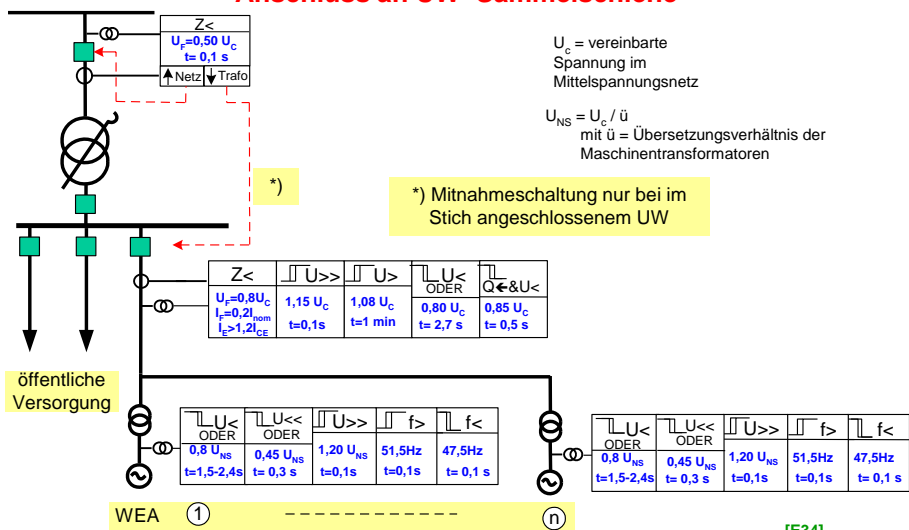 Anschluss an UW- Sammelschiene
Z<
U_F=0,50 U_C
t= 0,1 s
Netz Trafo
U_c = vereinbarte
Spannung im
Mittelspannungsnetz
U_NS = U_c / ü
mit ü = Übersetzungsverhältnis der
Maschinentransformatoren
*)
*) Mitnahmeschaltung nur bei im
Stich angeschlossenem UW
Z< U>> U> U< ODER Q&U<
U_F=0,8U_C
I_F=0,2I_nom
I_E>1,2I_CE
1,15 U_C
t=0,1s
1,08 U_C
t=1 min
0,80 U_C
t= 2,7 s
0,85 U_C
t= 0,5 s
öffentliche
Versorgung
U< ODER U<< ODER U>> f> f<
0,8 U_NS
t=1,5-2,4s
0,45 U_NS
t= 0,3 s
1,20 U_NS
t=0,1s
51,5Hz
t=0,1s
47,5Hz
t= 0,1 s
U< ODER U<< ODER U>> f> f<
0,8 U_NS
t=1,5-2,4s
0,45 U_NS
t= 0,3 s
1,20 U_NS
t=0,1s
51,5Hz
t=0,1s
47,5Hz
t= 0,1 s
WEA 1 n
[E34]